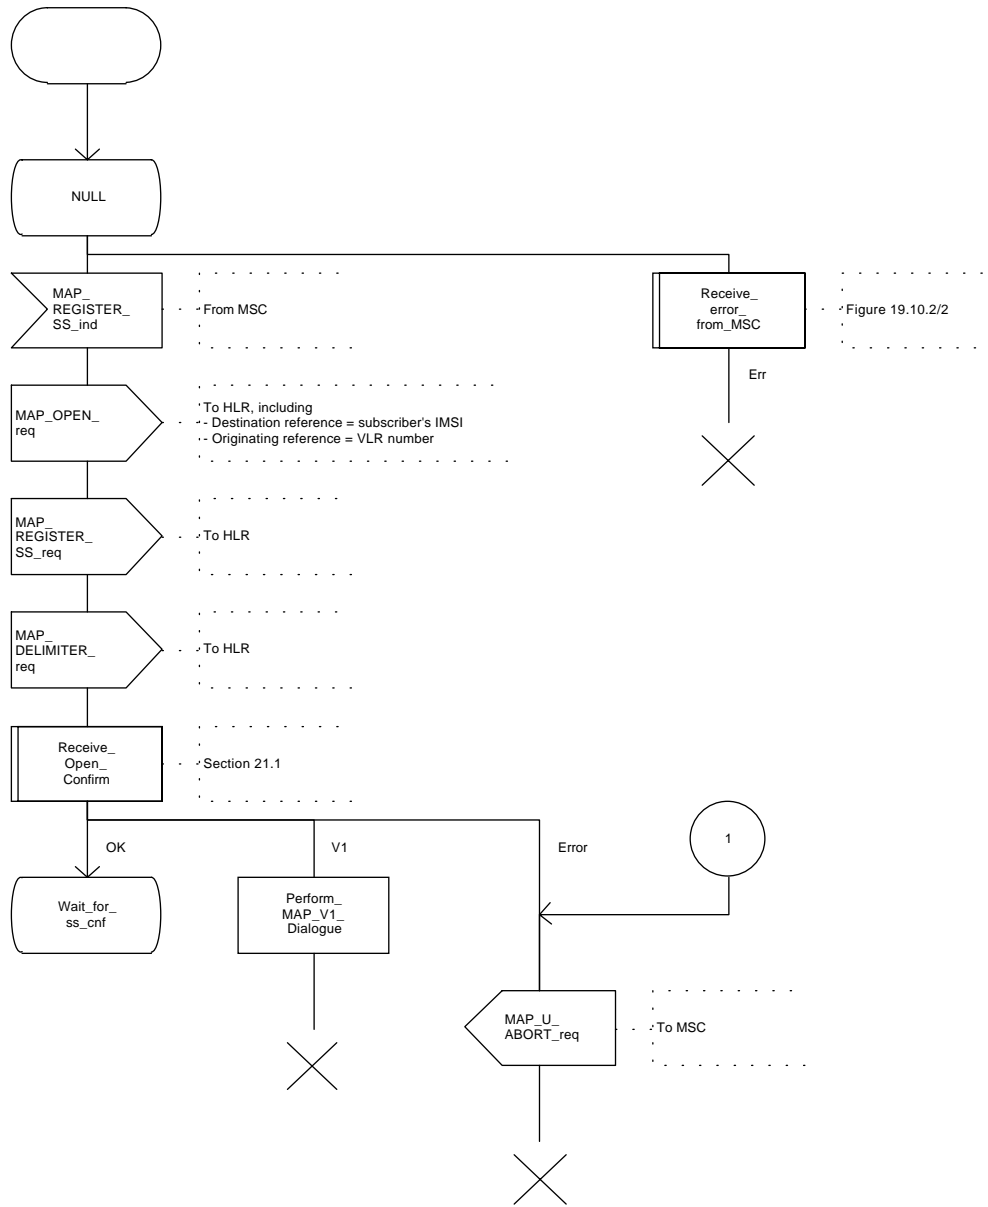 NULL
MAP_
REGISTER_
SS_ind
From MSC
Receive_
error_
from_MSC
Figure 19.10.2/2
Err
MAP_OPEN_
req
To HLR, including
- Destination reference = subscriber's IMSI
- Originating reference = VLR number
MAP_
REGISTER_
SS_req
To HLR
MAP_
DELIMITER_
req
To HLR
Receive_
Open_
Confirm
Section 21.1
OK
V1
Error
1
Wait_for_
ss_cnf
Perform_
MAP_V1_
Dialogue
MAP_U_
ABORT_req
To MSC